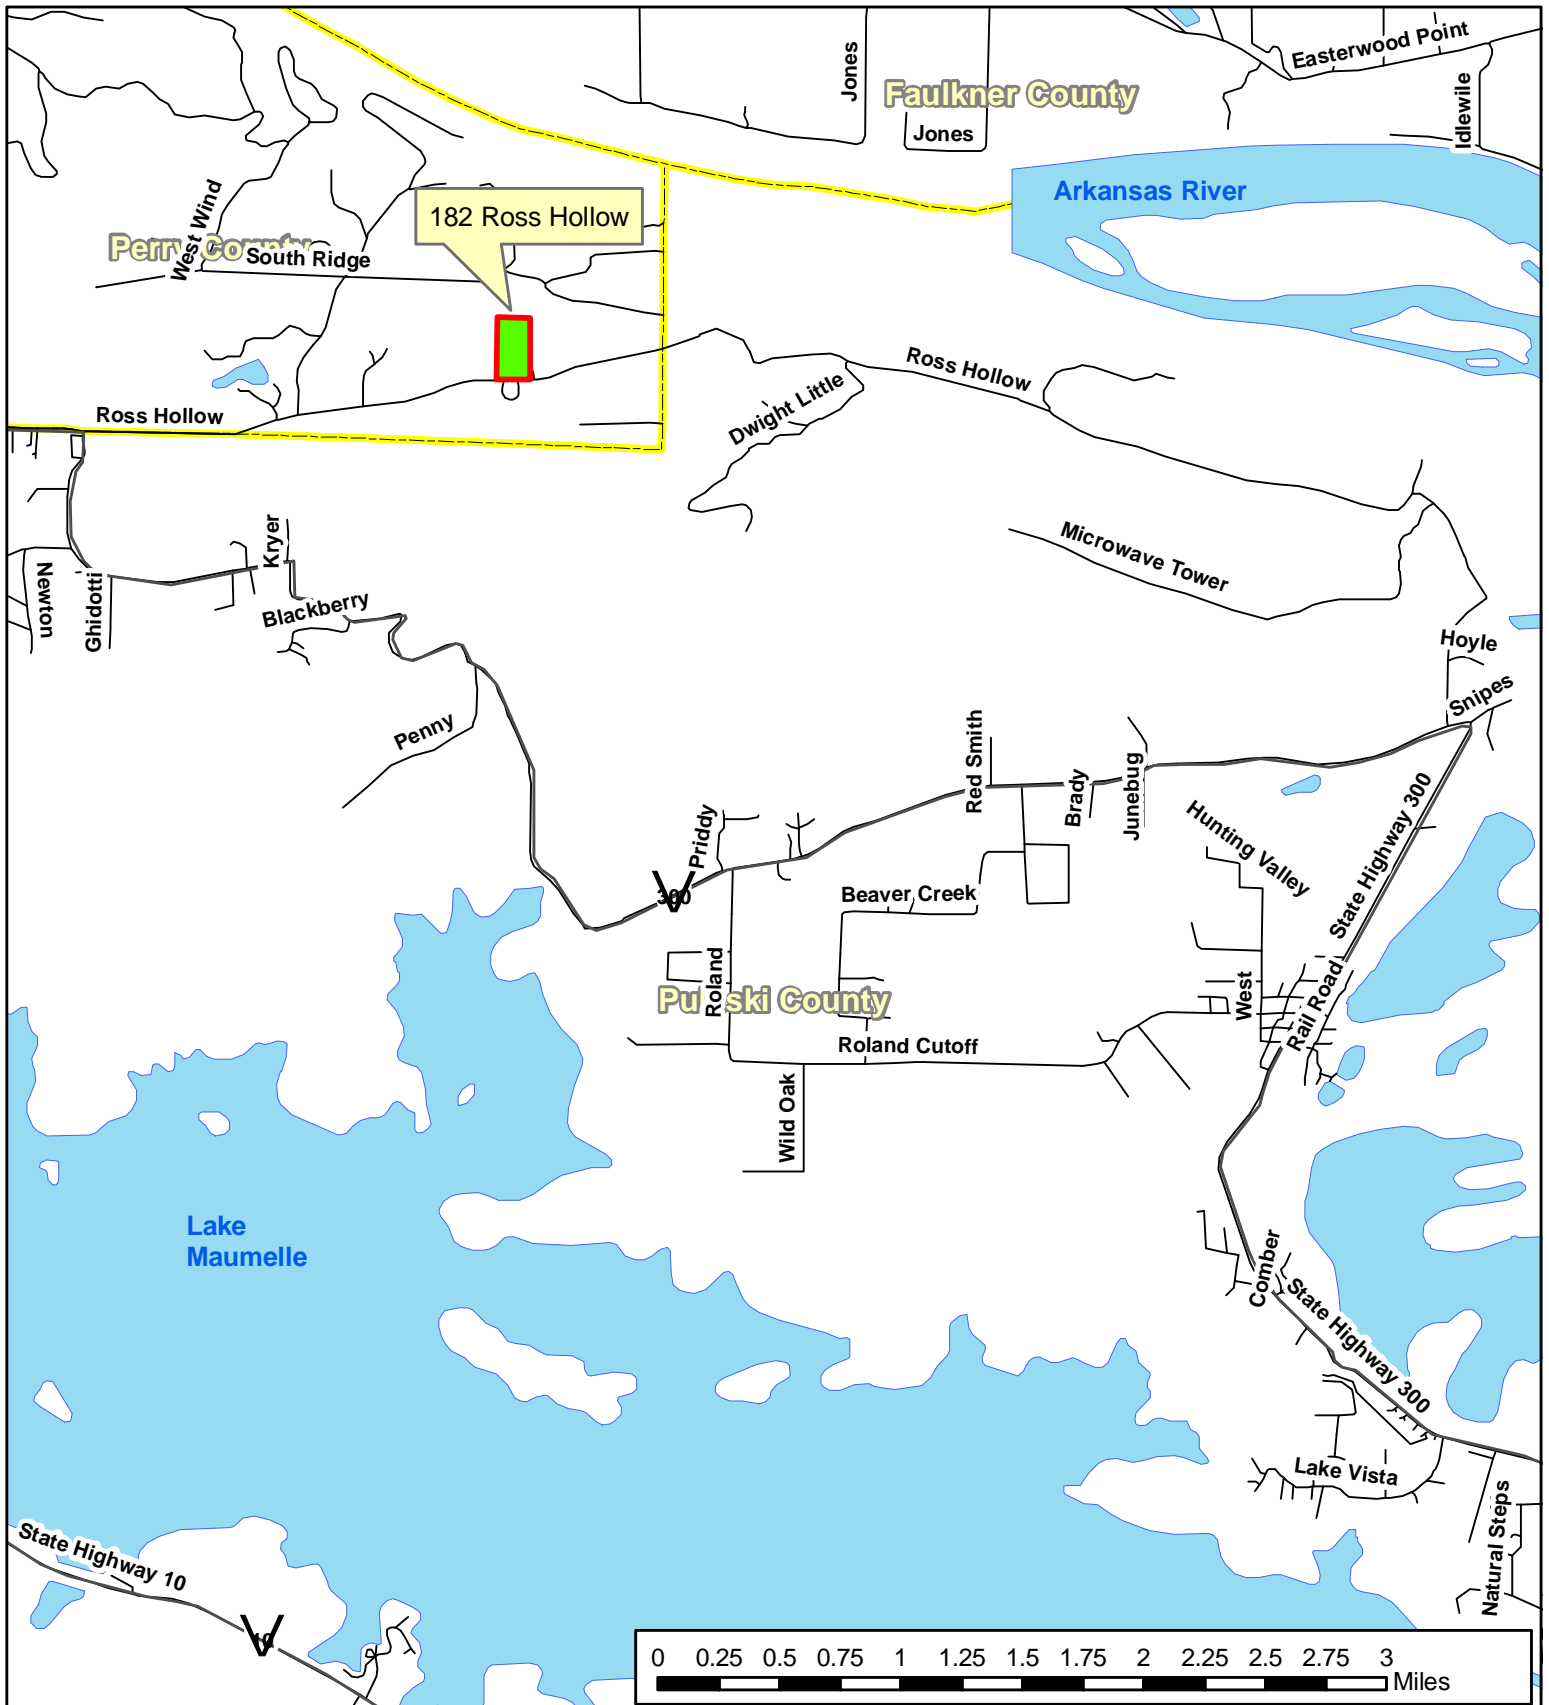 Easterwood Point
Jones
Faulkner County
Jones
Idlewile
Arkansas River
West Wind
182 Ross Hollow
Perry County
South Ridge
Ross Hollow
Ross Hollow
Dwight Little
Microwave Tower
Kryer
Newton
Ghidotti
Blackberry
Hoyle
Snipes
Penny
Red Smith
Brady
Junebug
State Highway 300
Hunting Valley
Priddy
300
Beaver Creek
Roland
Pulaski County
West
Rail Road
Roland Cutoff
Wild Oak
Lake
Maumelle
Comber
State Highway 300
Lake Vista
Natural Steps
State Highway 10
10
0 0.25 0.5 0.75 1 1.25 1.5 1.75 2 2.25 2.5 2.75 3
Miles